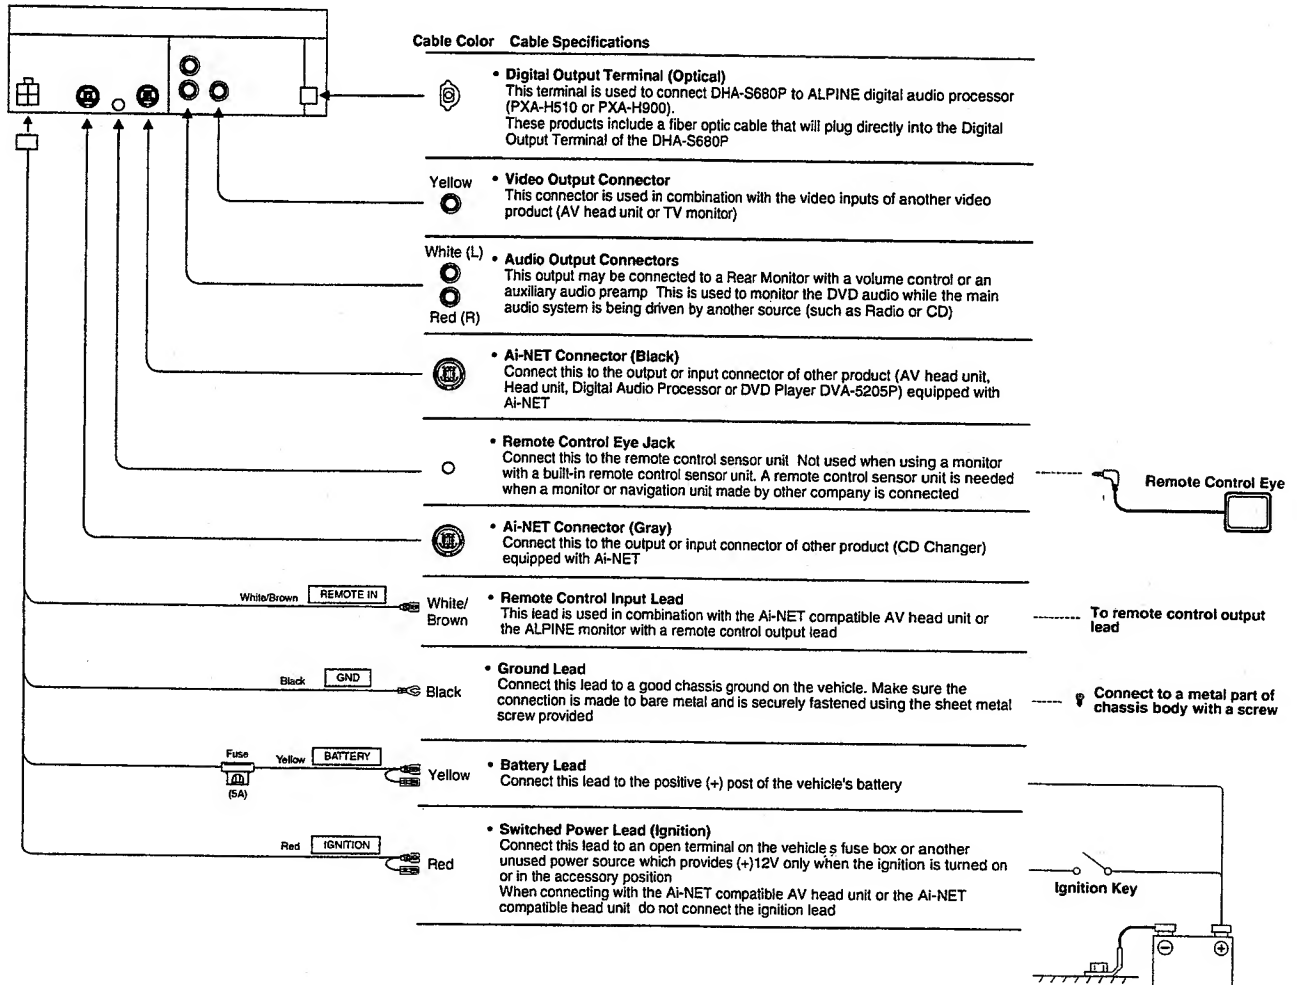 Cable Color Cable Specifications
• Digital Output Terminal (Optical)
This terminal is used to connect DHA-S680P to ALPINE digital audio processor
(PXA-H510 or PXA-H900).
These products include a fiber optic cable that will plug directly into the Digital
Output Terminal of the DHA-S680P
Yellow
• Video Output Connector
This connector is used in combination with the video inputs of another video
product (AV head unit or TV monitor)
White (L)
Red (R)
• Audio Output Connectors
This output may be connected to a Rear Monitor with a volume control or an
auxiliary audio preamp This is used to monitor the DVD audio while the main
audio system is being driven by another source (such as Radio or CD)
• Ai-NET Connector (Black)
Connect this to the output or input connector of other product (AV head unit,
Head unit, Digital Audio Processor or DVD Player DVA-5205P) equipped with
Ai-NET
• Remote Control Eye Jack
Connect this to the remote control sensor unit Not used when using a monitor
with a built-in remote control sensor unit. A remote control sensor unit is needed
when a monitor or navigation unit made by other company is connected
Remote Control Eye
• Ai-NET Connector (Gray)
Connect this to the output or input connector of other product (CD Changer)
equipped with Ai-NET
White/Brown REMOTE IN
White/
Brown
• Remote Control Input Lead
This lead is used in combination with the Ai-NET compatible AV head unit or
the ALPINE monitor with a remote control output lead
To remote control output
lead
Black GND
Black
• Ground Lead
Connect this lead to a good chassis ground on the vehicle. Make sure the
connection is made to bare metal and is securely fastened using the sheet metal
screw provided
Connect to a metal part of
chassis body with a screw
Fuse
(5A)
Yellow BATTERY
Yellow
• Battery Lead
Connect this lead to the positive (+) post of the vehicle's battery
Red IGNITION
Red
• Switched Power Lead (Ignition)
Connect this lead to an open terminal on the vehicle s fuse box or another
unused power source which provides (+)12V only when the ignition is turned on
or in the accessory position
When connecting with the Ai-NET compatible AV head unit or the Ai-NET
compatible head unit do not connect the ignition lead
Ignition Key
− +